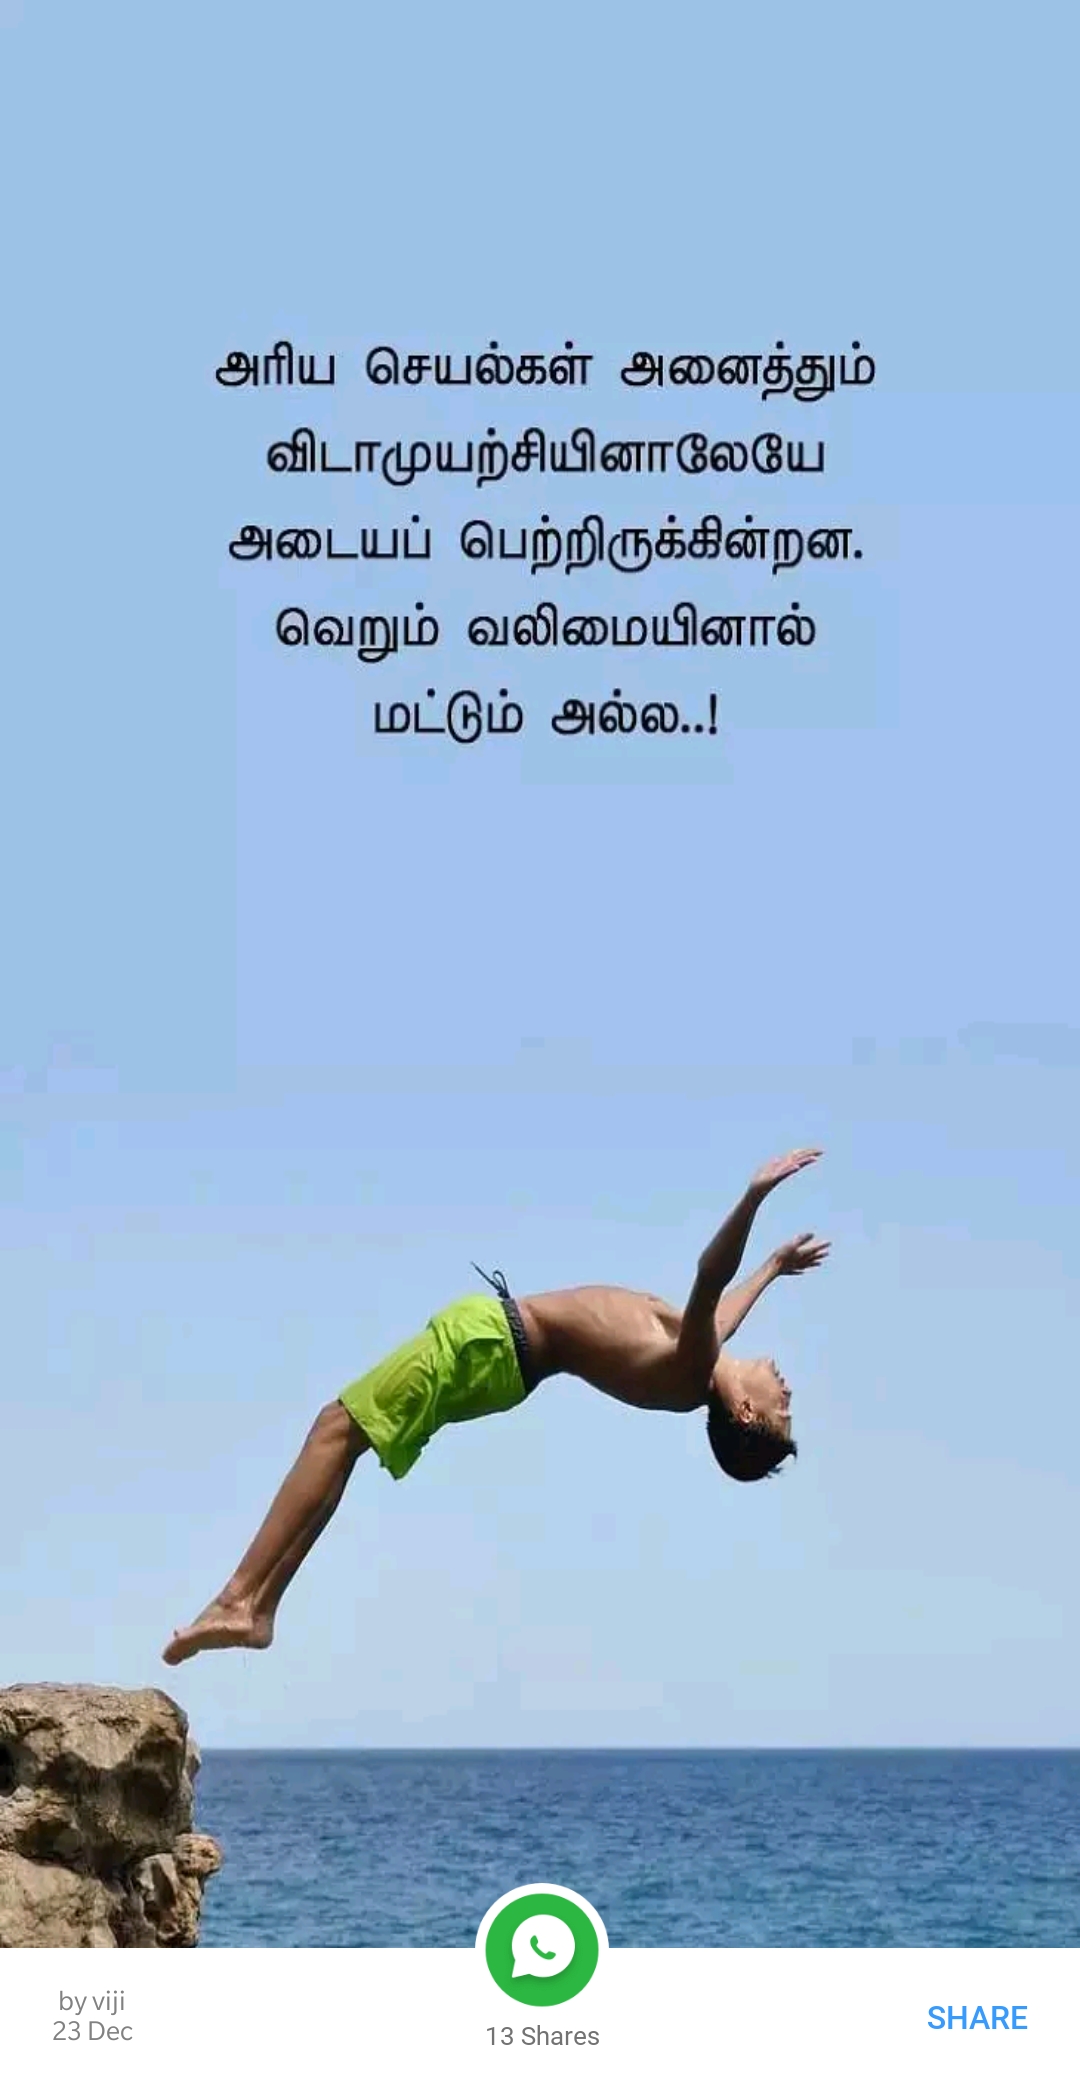 அரிய செயல்கள் அனைத்தும்
விடாமுயற்சியினாலேயே
அடையப் பெற்றிருக்கின்றன.
வெறும் வலிமையினால்
மட்டும் அல்ல..!
by viji
23 Dec
13 Shares
SHARE